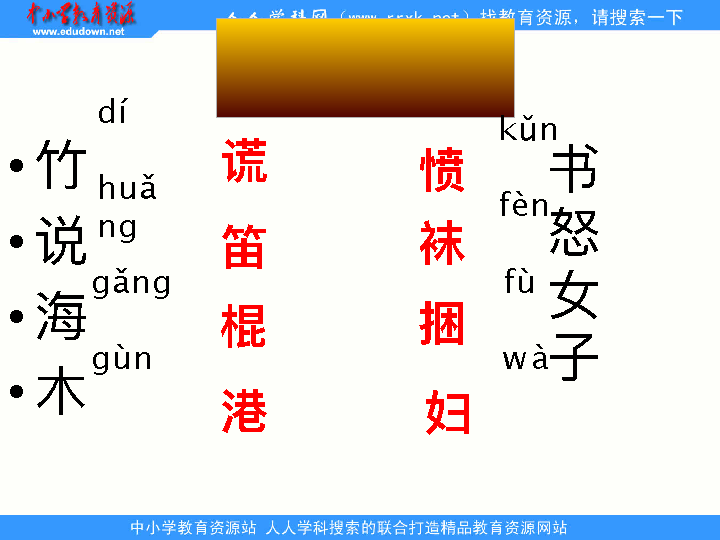 中小学教育资源
www.edudown.net
学科网（www.rrxk.net）找教育资源，请搜索一下
dí
• 竹
huǎ
ng
• 说
gǎng
• 海
gùn
• 木
谎
笛
棍
港
愤
袜
捆
妇
kǔn
书
fèn
怒
fù
女
wà
子
中小学教育资源站 人人学科搜索的联合打造精品教育资源网站